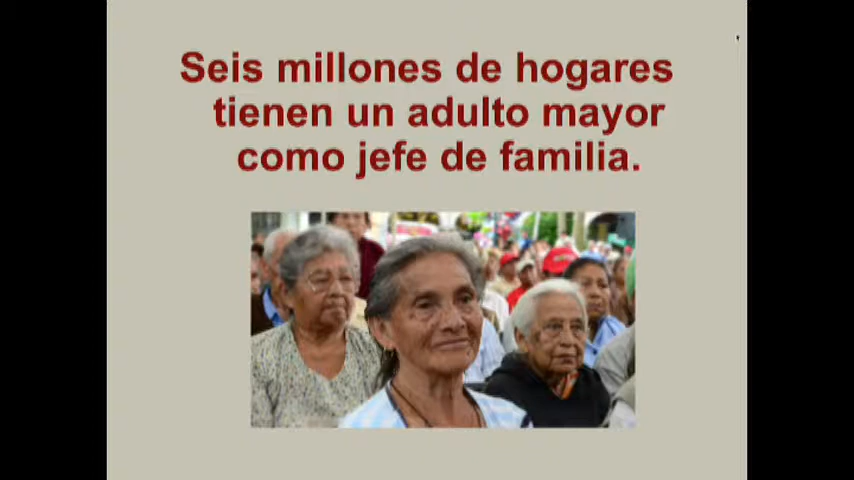 Seis millones de hogares
tienen un adulto mayor
como jefe de familia.